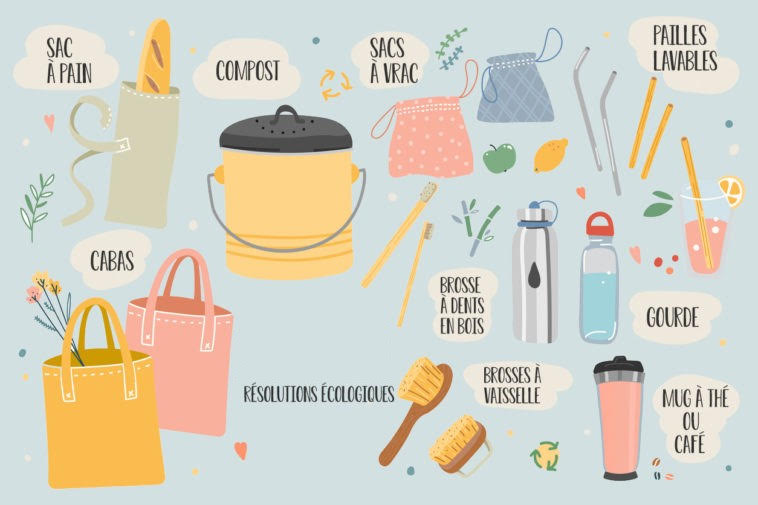 SAC
À PAIN
COMPOST
SACS
À VRAC
PAILLES
LAVABLES
CABAS
BROSSE
À DENTS
EN BOIS
GOURDE
RÉSOLUTIONS ÉCOLOGIQUES
BROSSES À
VAISSELLE
MUG À THÉ
OU
CAFÉ